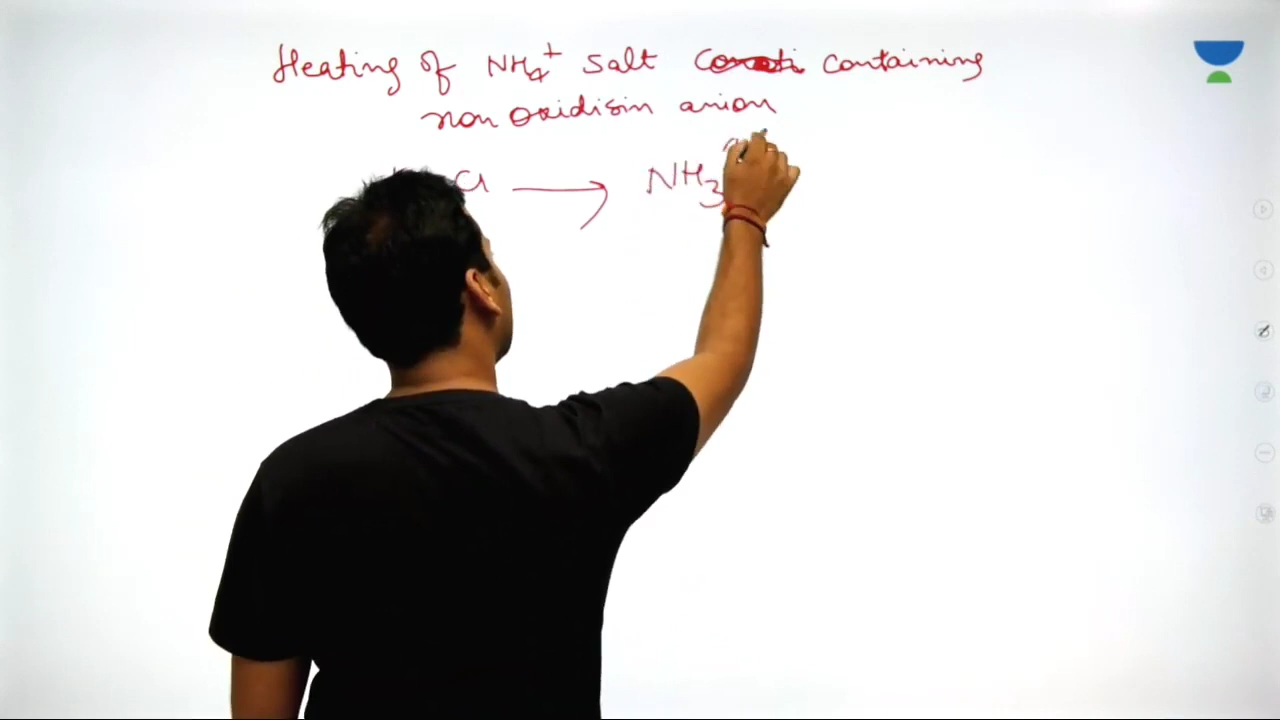 Heating of NH4+ salt containing
non oxidisin anion
Cl → NH3